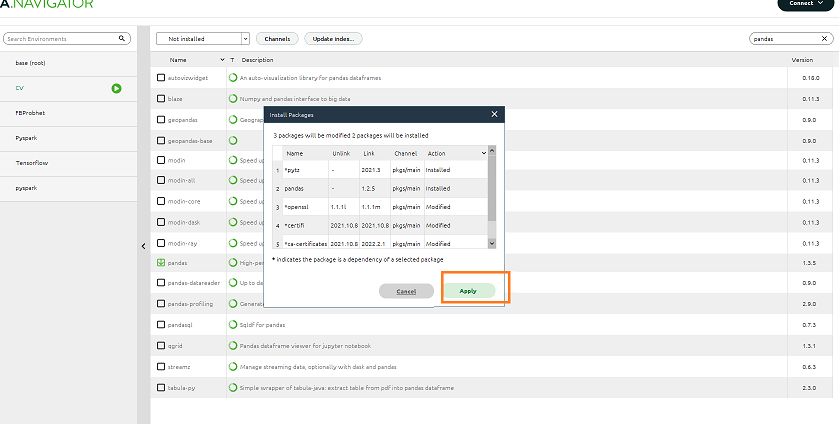 A.NAVIGATOR
Connect
Search Environments
Not installed
Channels
Update index...
pandas
base (root)
CV
FBProbhet
Pyspark
Tensorflow
pyspark
Name T Description Version
autovizwidget An auto-visualization library for pandas dataframes 0.18.0
blaze Numpy and pandas interface to big data 0.11.3
geopandas Geograp 0.9.0
geopandas-base 0.9.0
modin Speed up 0.11.3
modin-all Speed up 0.11.3
modin-core Speed up 0.11.3
modin-dask Speed up 0.11.3
modin-ray Speed up 0.11.3
pandas High-per 1.3.5
pandas-datareader Up to da 0.9.0
pandas-profiling Generat 2.9.0
pandasql Sqldf for pandas 0.7.3
qgrid Pandas dataframe viewer for jupyter notebook 1.3.1
streamz Manage streaming data, optionally with dask and pandas 0.6.3
tabula-py Simple wrapper of tabula-java: extract table from pdf into pandas dataframe 2.3.0
Install Packages
3 packages will be modified 2 packages will be installed
Name Unlink Link Channel Action
1 *pytz - 2021.3 pkgs/main Installed
2 pandas - 1.2.5 pkgs/main Installed
3 *openssl 1.1.1l 1.1.1m pkgs/main Modified
4 *certifi 2021.10.8 2021.10.8 pkgs/main Modified
5 *ca-certificates 2021.10.8 2022.2.1 pkgs/main Modified
* indicates the package is a dependency of a selected package
Cancel
Apply